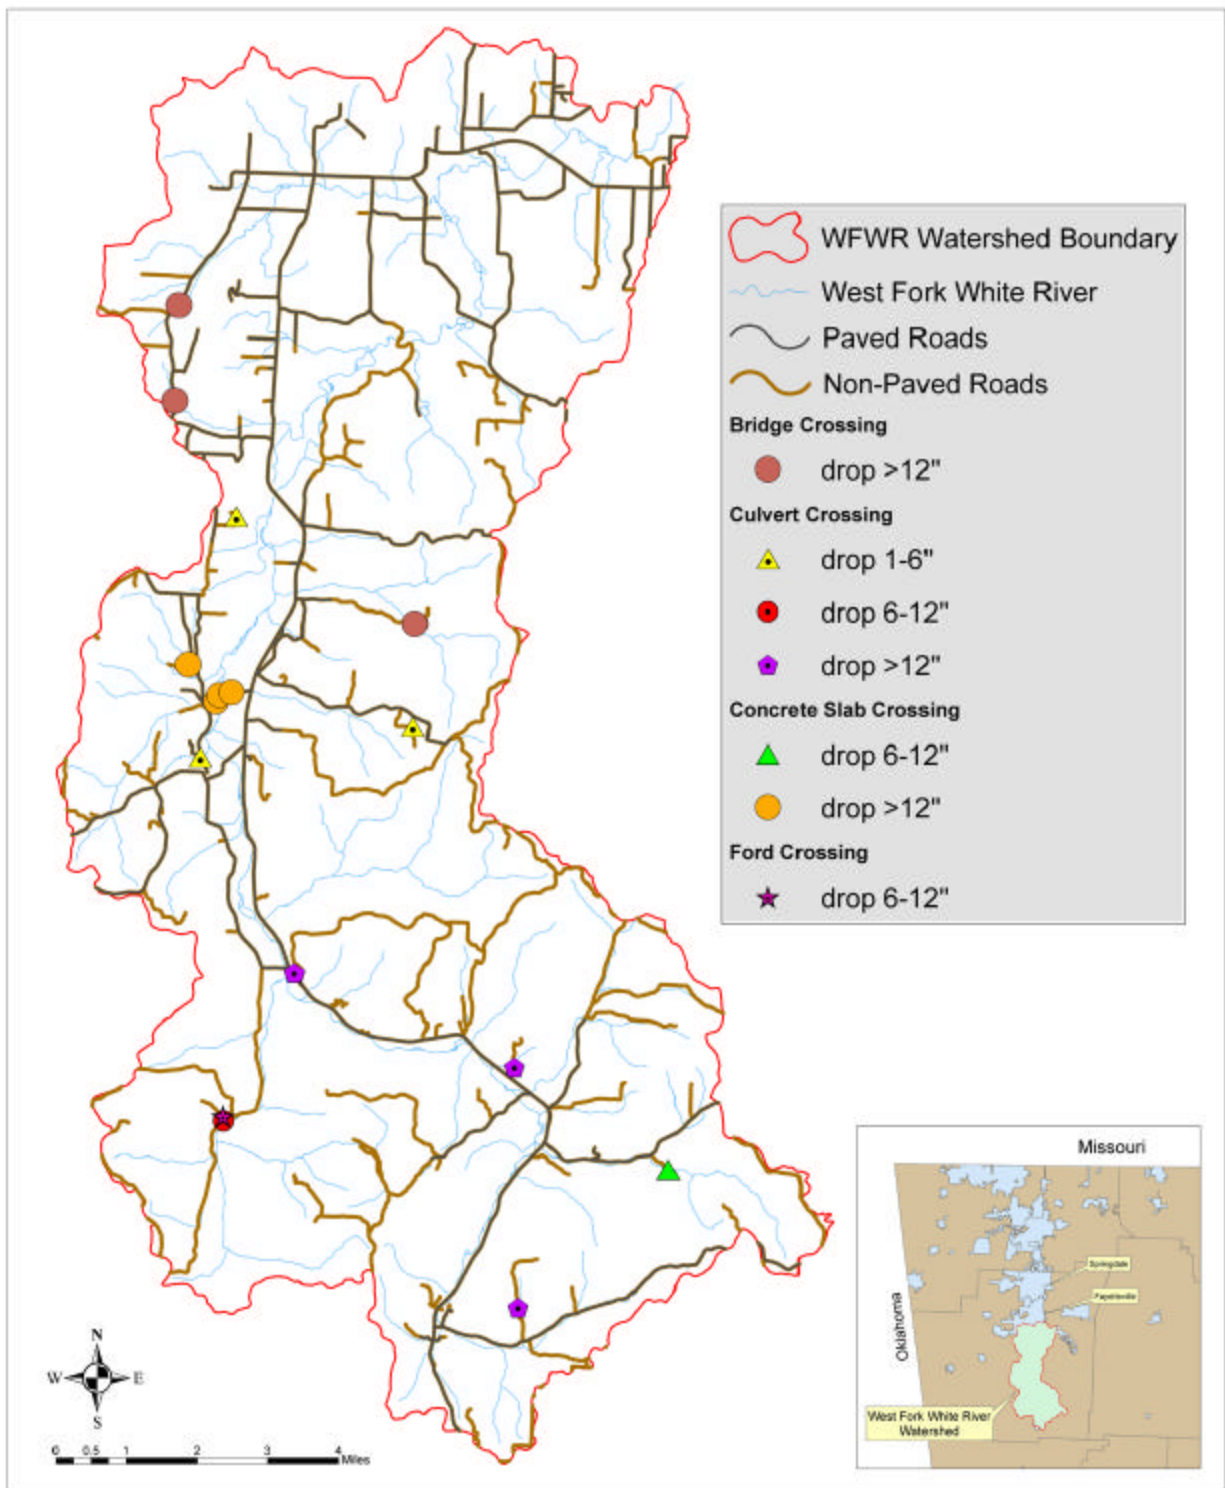 WFWR Watershed Boundary
West Fork White River
Paved Roads
Non-Paved Roads
Bridge Crossing
drop >12"
Culvert Crossing
drop 1-6"
drop 6-12"
drop >12"
Concrete Slab Crossing
drop 6-12"
drop >12"
Ford Crossing
drop 6-12"
Missouri
Oklahoma
Springdale
Fayetteville
West Fork White River
Watershed
N
W E
S
0 0.5 1 2 3 4
Miles